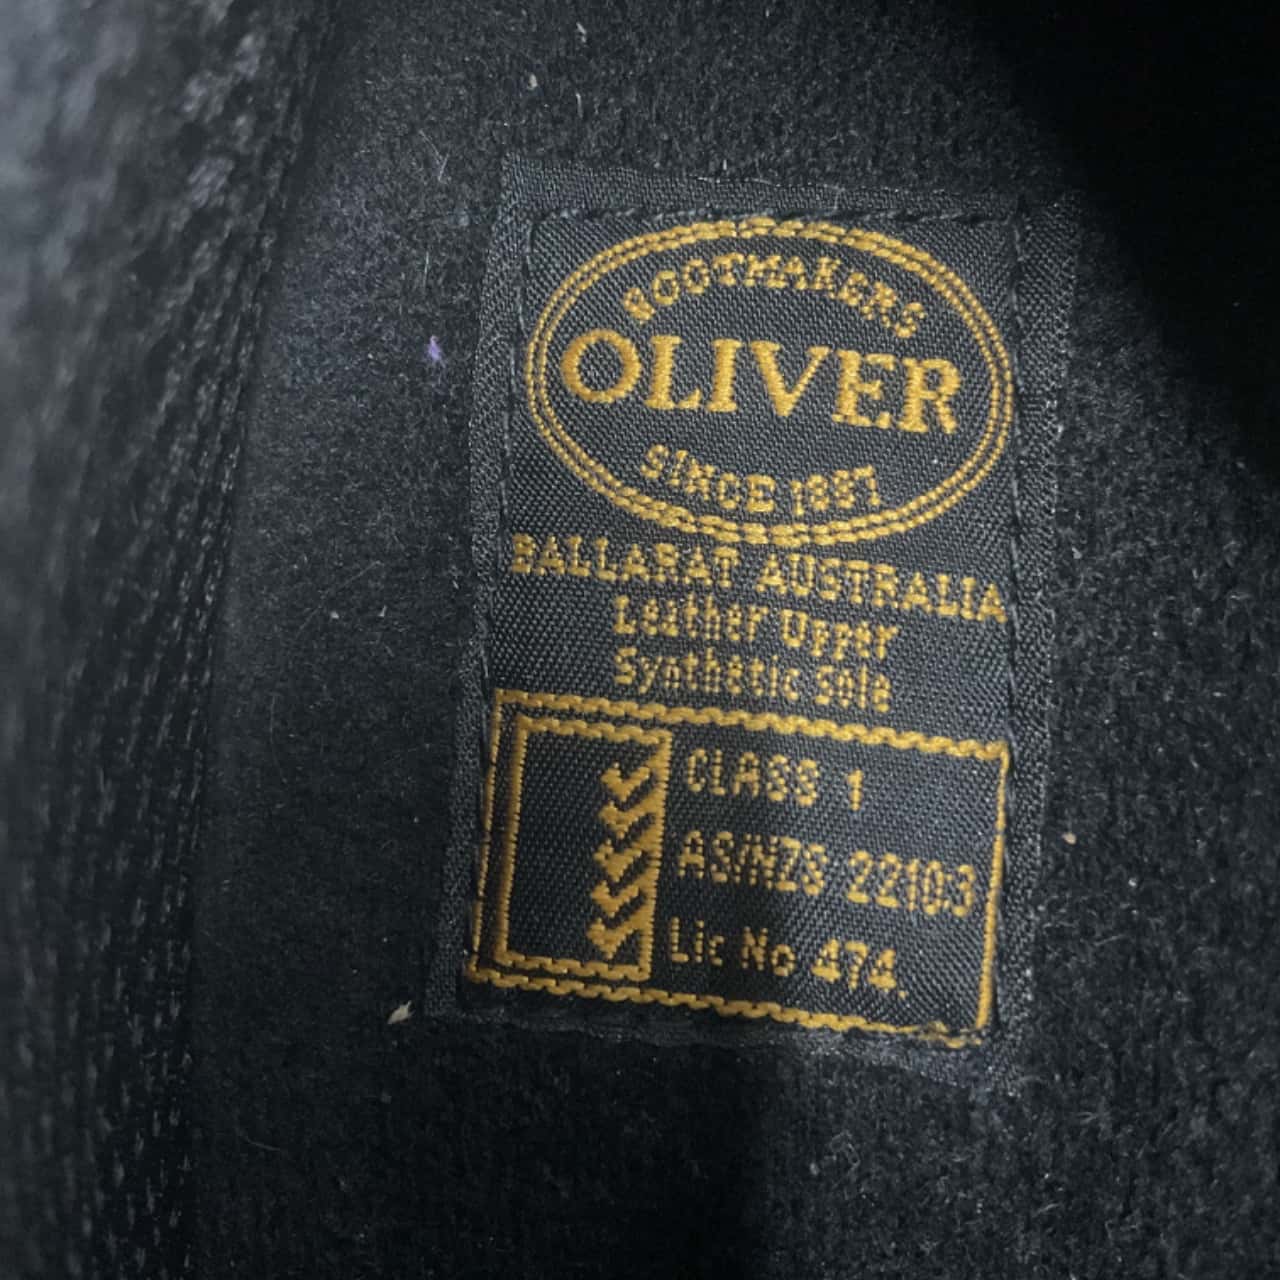 BOOTMAKERS
OLIVER
SINCE 1887
BALLARAT AUSTRALIA
Leather Upper
Synthetic Sole
CLASS 1
AS/NZS 2210.3
Lic No 474.